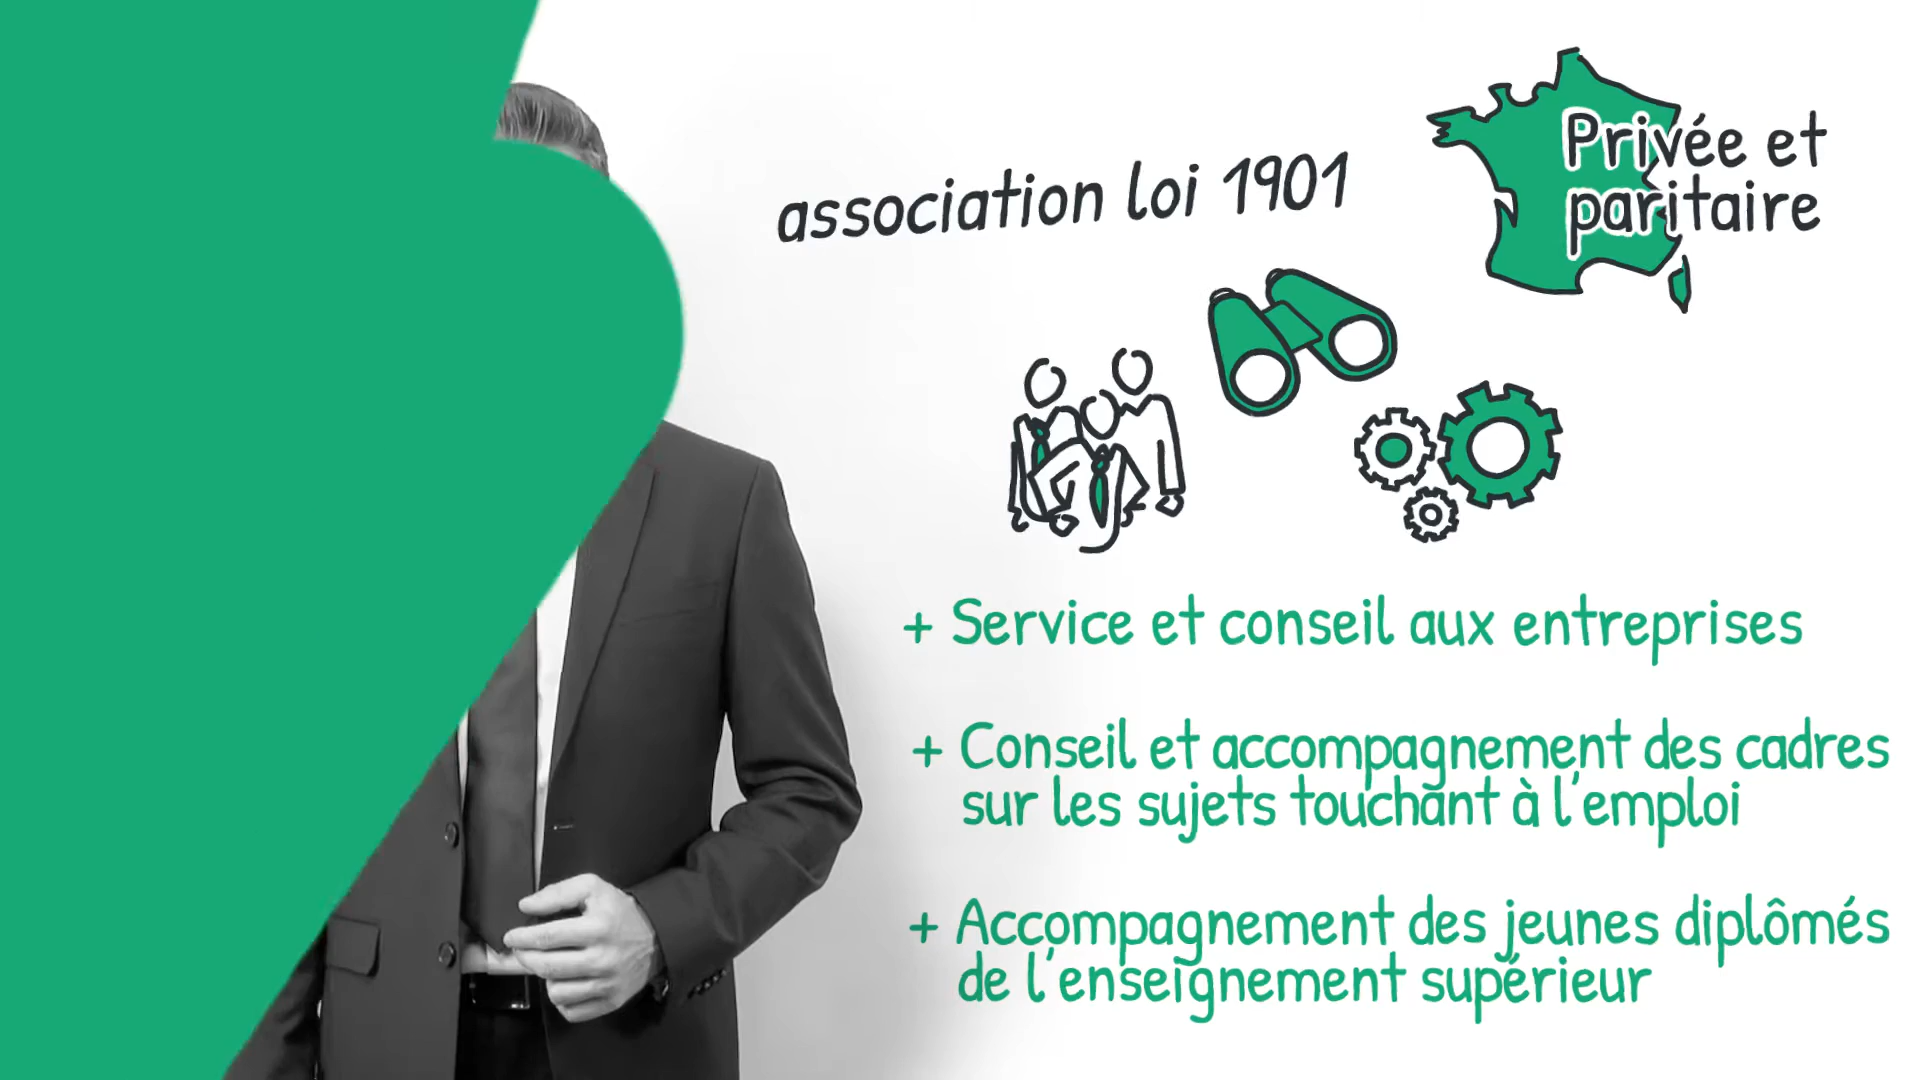 association loi 1901
Privée et
paritaire
+ Service et conseil aux entreprises
+ Conseil et accompagnement des cadres
sur les sujets touchant à l'emploi
+ Accompagnement des jeunes diplômés
de l'enseignement supérieur